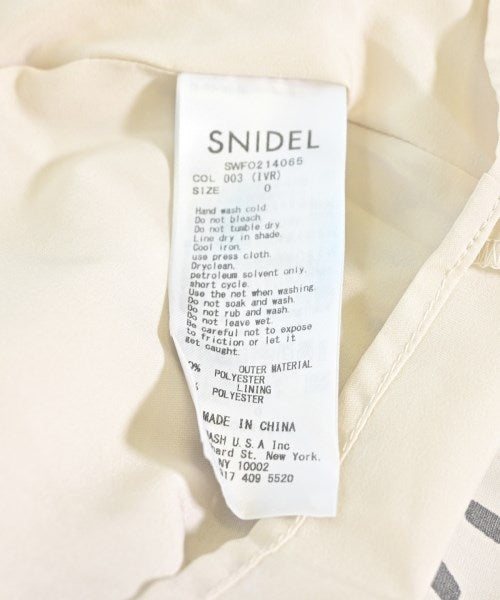 SNIDEL
SWFO214065
COL 003 (IVR)
SIZE 0
Hand wash cold.
Do not bleach.
Do not tumble dry.
Line dry in shade.
Cool iron.
use press cloth.
Dryclean.
petroleum solvent only.
short cycle.
Use the net when washing.
Do not soak and wash.
Do not rub and wash.
Do not leave wet.
Be careful not to expose
to friction or let it
get caught.
OUTER MATERIAL
0% POLYESTER
LINING
% POLYESTER
MADE IN CHINA
ASH U.S.A Inc
hard St. New York.
NY 10002
17 409 5520